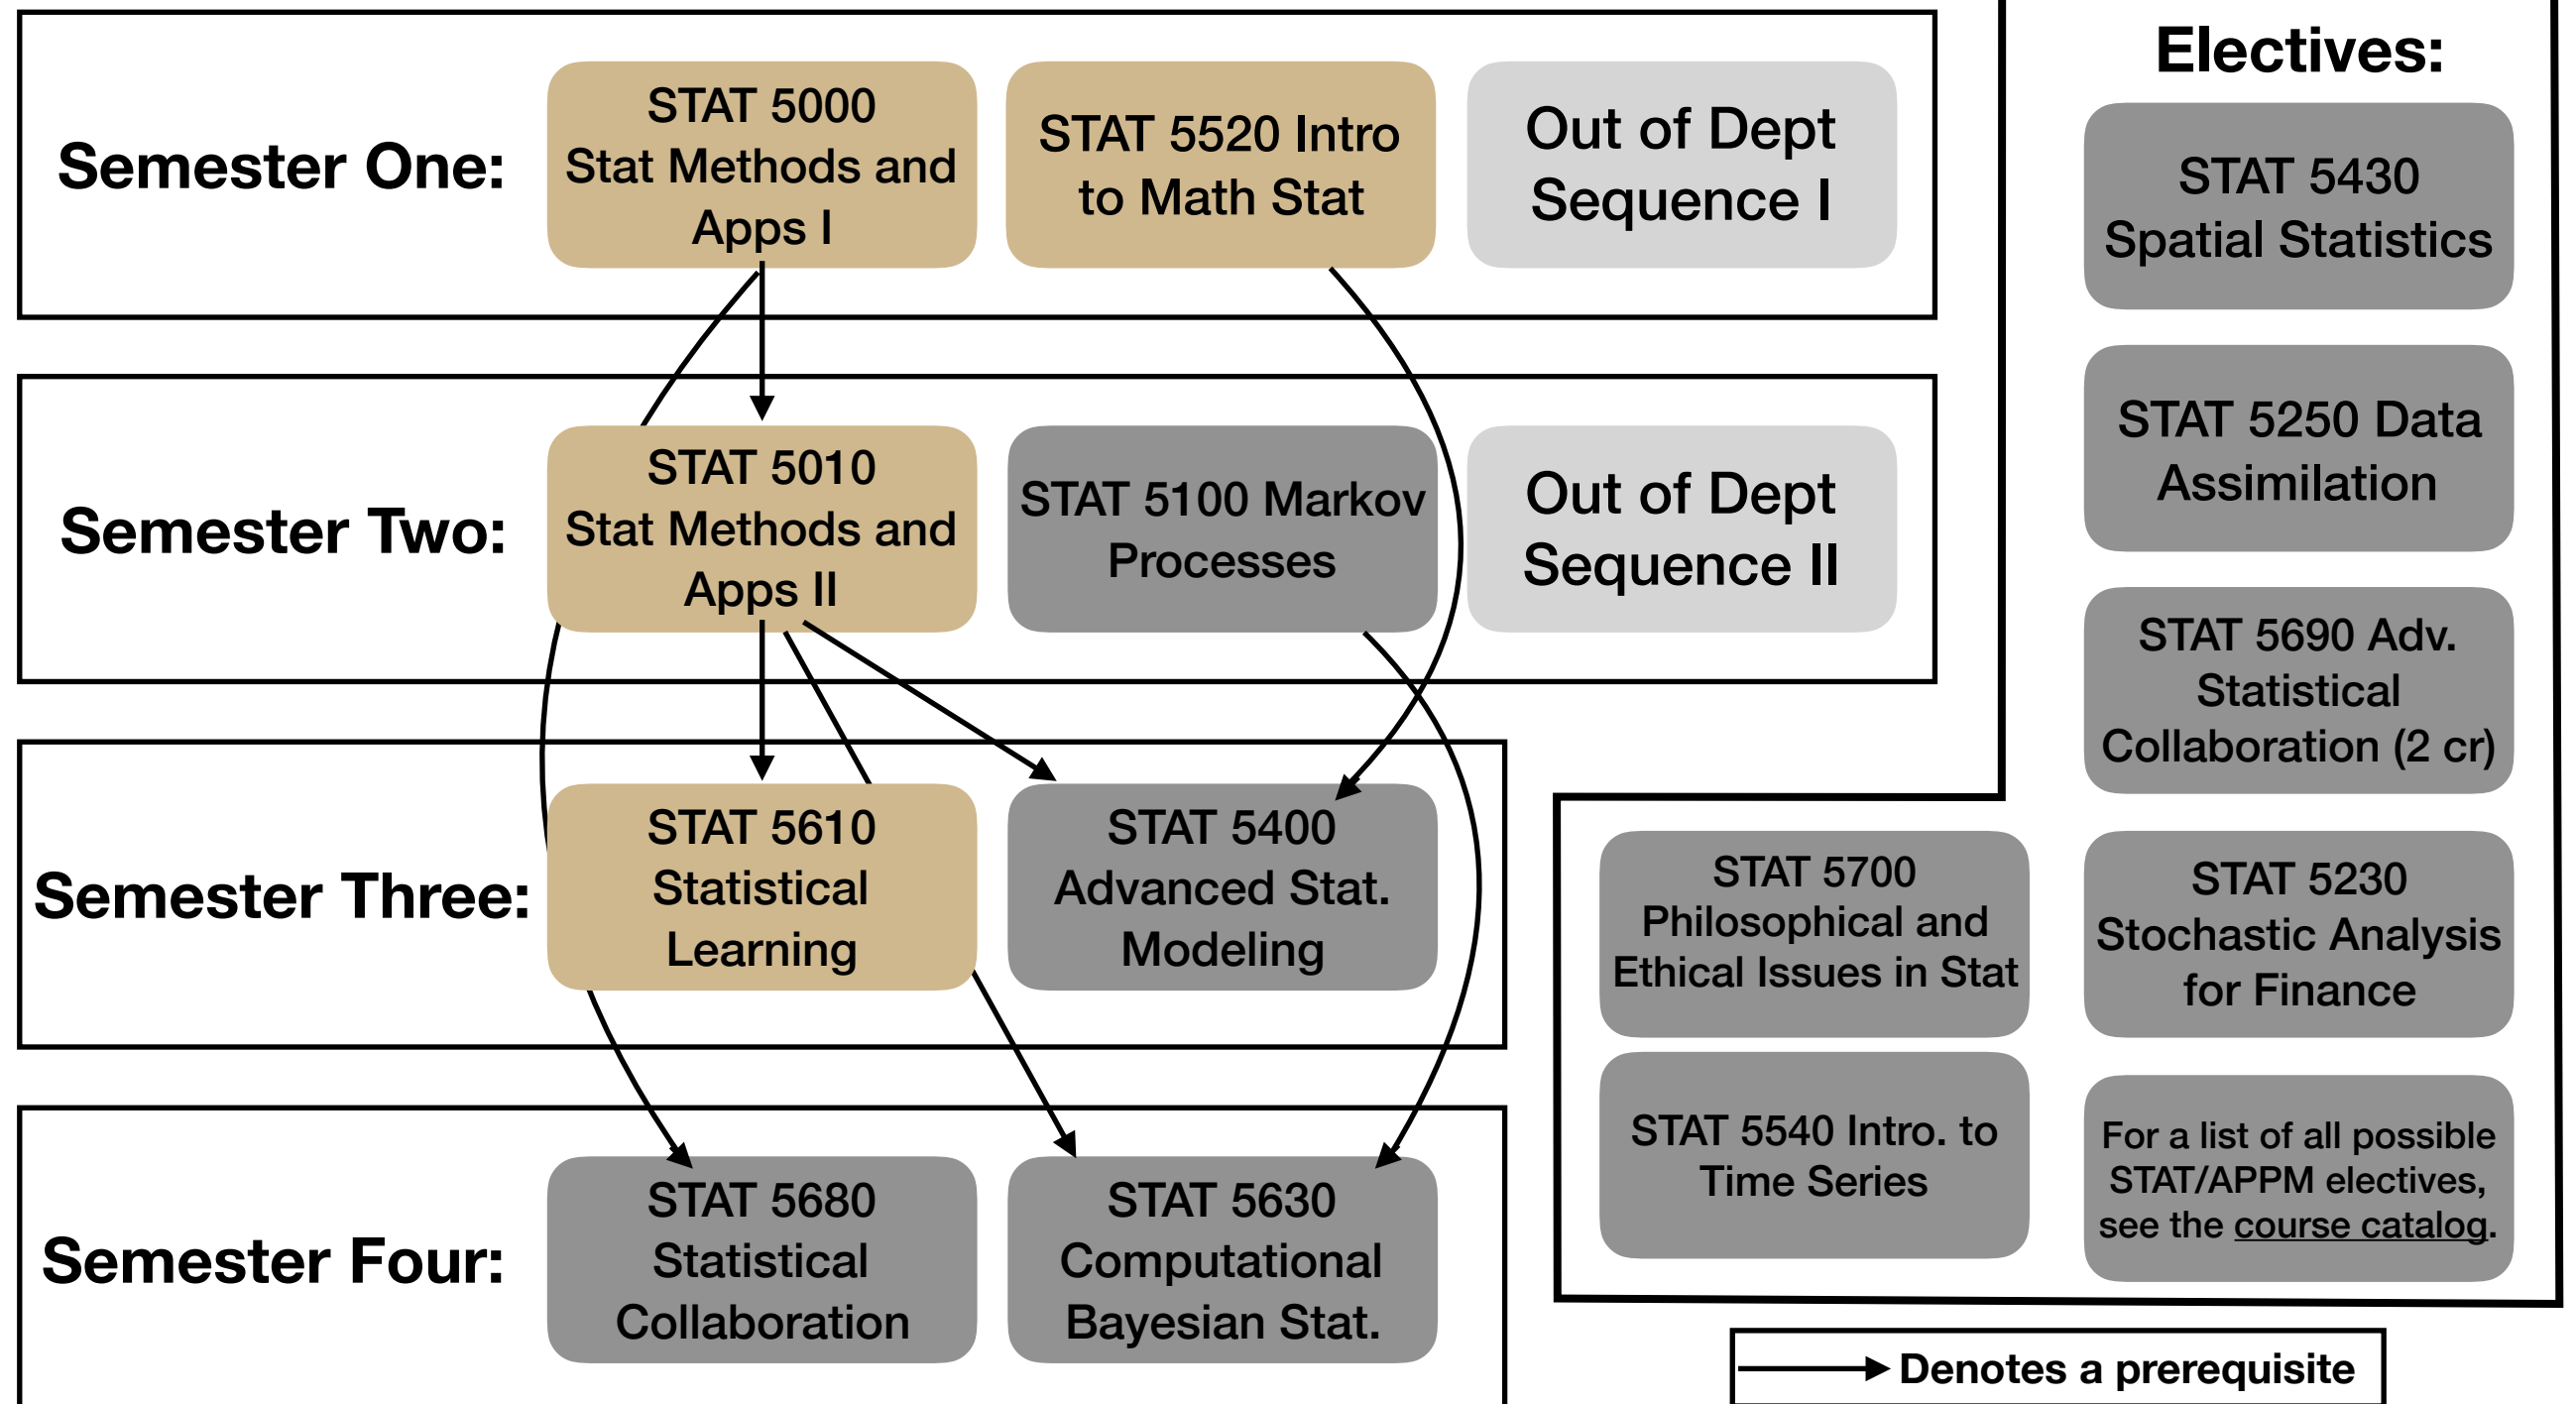 Semester One:
STAT 5000
Stat Methods and
Apps I
STAT 5520 Intro
to Math Stat
Out of Dept
Sequence I
Semester Two:
STAT 5010
Stat Methods and
Apps II
STAT 5100 Markov
Processes
Out of Dept
Sequence II
Semester Three:
STAT 5610
Statistical
Learning
STAT 5400
Advanced Stat.
Modeling
Semester Four:
STAT 5680
Statistical
Collaboration
STAT 5630
Computational
Bayesian Stat.
Electives:
STAT 5430
Spatial Statistics
STAT 5250 Data
Assimilation
STAT 5690 Adv.
Statistical
Collaboration (2 cr)
STAT 5700
Philosophical and
Ethical Issues in Stat
STAT 5230
Stochastic Analysis
for Finance
STAT 5540 Intro. to
Time Series
For a list of all possible
STAT/APPM electives,
see the course catalog.
Denotes a prerequisite